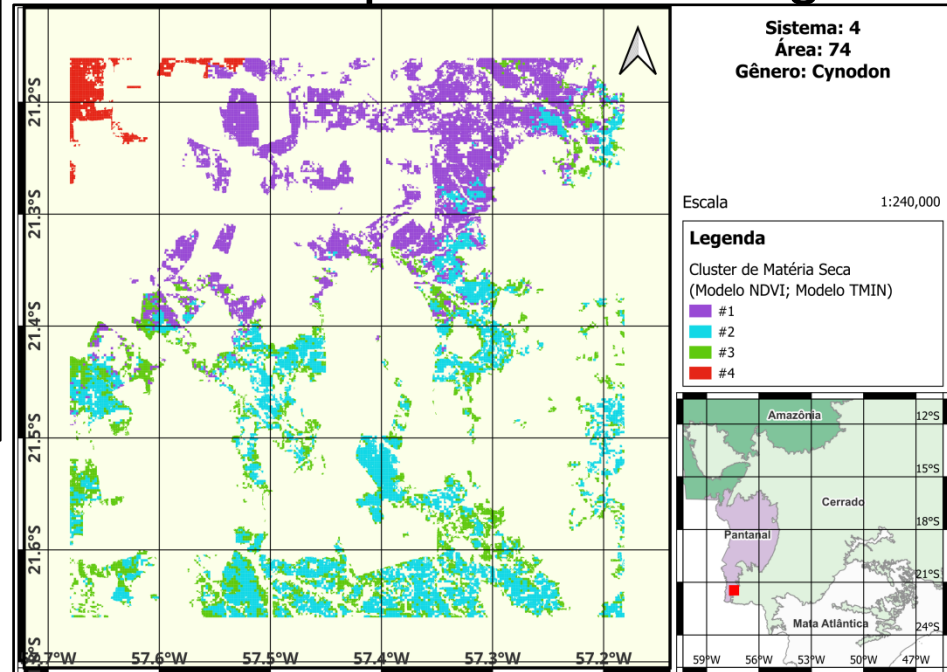 Sistema: 4
Área: 74
Gênero: Cynodon
Escala 1:240,000
Legenda
Cluster de Matéria Seca
(Modelo NDVI; Modelo TMIN)
#1
#2
#3
#4
21.2°S
21.3°S
21.4°S
21.5°S
21.6°S
57.6°W 57.5°W 57.4°W 57.3°W 57.2°W
Amazônia
12°S
15°S
Cerrado
18°S
Pantanal
21°S
Mata Atlântica
24°S
59°W 56°W 53°W 50°W 47°W